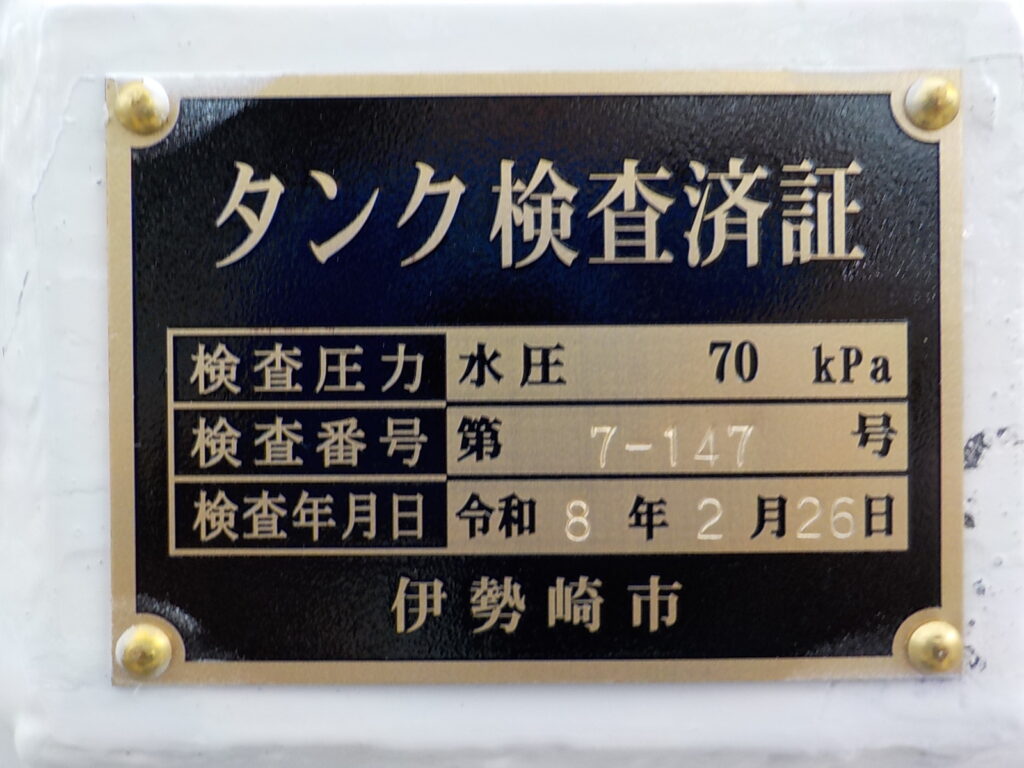 タンク検査済証
検査圧力 水圧 70 kPa
検査番号 第 7-147 号
検査年月日 令和 8 年 2 月 26 日
伊勢崎市